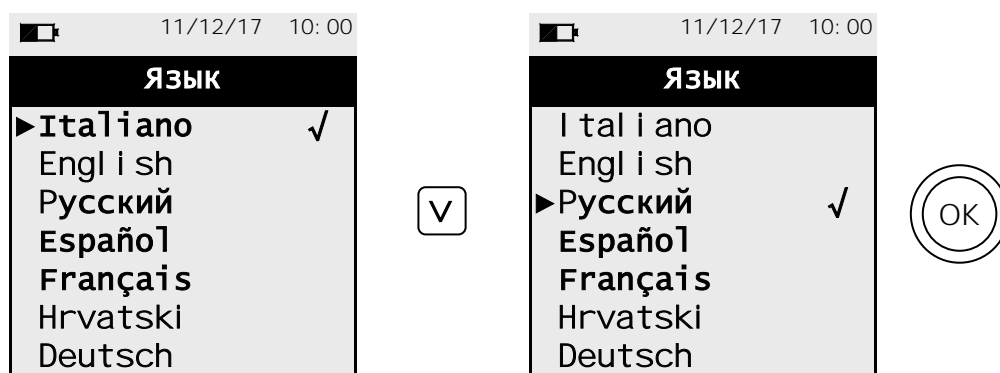 11/12/17 10:00
Язык
►Italiano √
English
Русский
Español
Français
Hrvatski
Deutsch
V
11/12/17 10:00
Язык
Italiano
English
►Русский √
Español
Français
Hrvatski
Deutsch
OK